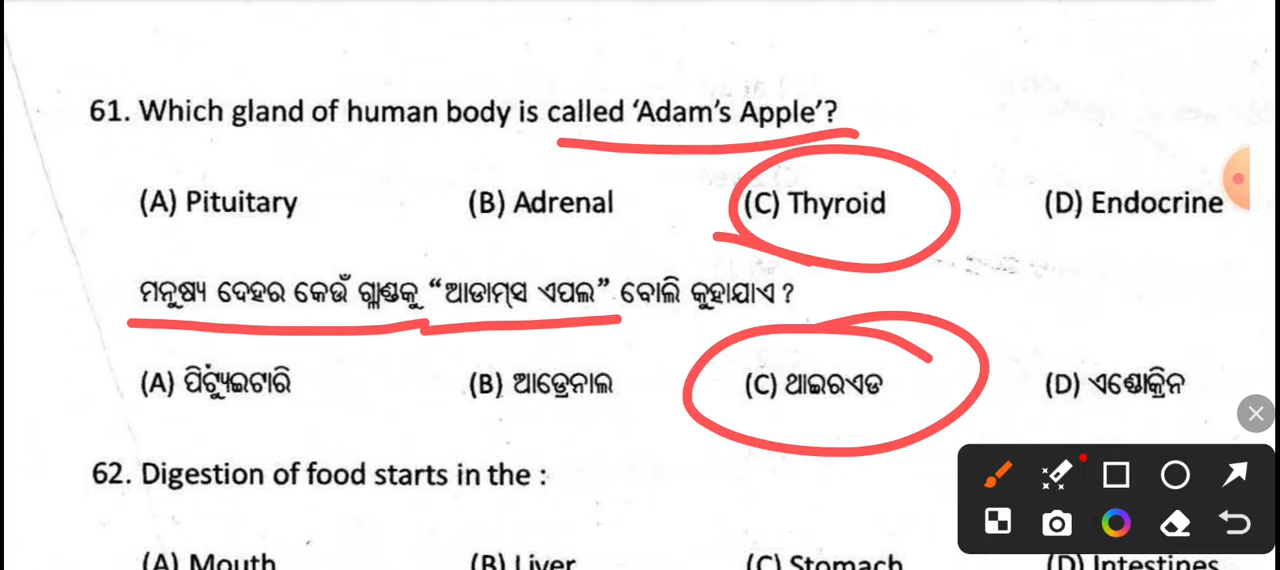 61. Which gland of human body is called ‘Adam’s Apple’?
(A) Pituitary (B) Adrenal (C) Thyroid (D) Endocrine
ମନୁଷ୍ୟ ଦେହର କେଉଁ ଗ୍ଲାଣ୍ଡକୁ “ଆଡାମ୍ସ ଏପଲ” ବୋଲି କୁହାଯାଏ ?
(A) ପିଟ୍ୟୁଇଟାରି (B) ଆଡ୍ରେନାଲ (C) ଥାଇରଏଡ (D) ଏଣ୍ଡୋକ୍ରିନ
62. Digestion of food starts in the :
(A) Mouth (B) Liver (C) Stomach (D) Intestines